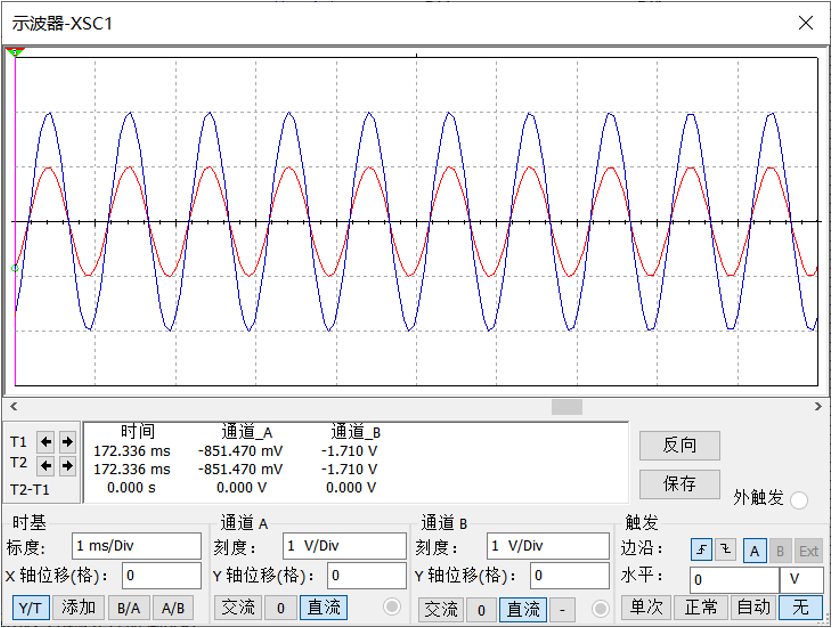 示波器-XSC1
时间 通道_A 通道_B
T1 172.336 ms -851.470 mV -1.710 V
T2 172.336 ms -851.470 mV -1.710 V
T2-T1 0.000 s 0.000 V 0.000 V
反向
保存
外触发
时基
标度: 1 ms/Div
X 轴位移(格): 0
Y/T 添加 B/A A/B
通道 A
刻度: 1 V/Div
Y 轴位移(格): 0
交流 0 直流
通道 B
刻度: 1 V/Div
Y 轴位移(格): 0
交流 0 直流 -
触发
边沿: A B Ext
水平: 0 V
单次 正常 自动 无